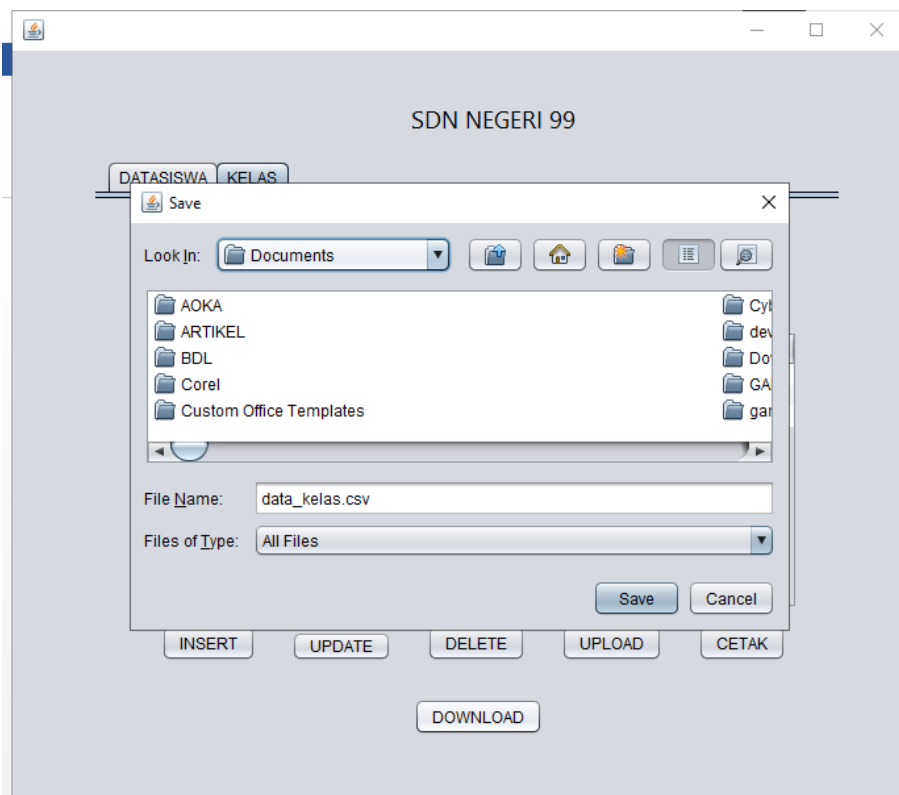 SDN NEGERI 99
DATASISWA KELAS
Save
Look In: Documents
AOKA
ARTIKEL
BDL
Corel
Custom Office Templates
File Name: data_kelas.csv
Files of Type: All Files
Save Cancel
INSERT UPDATE DELETE UPLOAD CETAK
DOWNLOAD